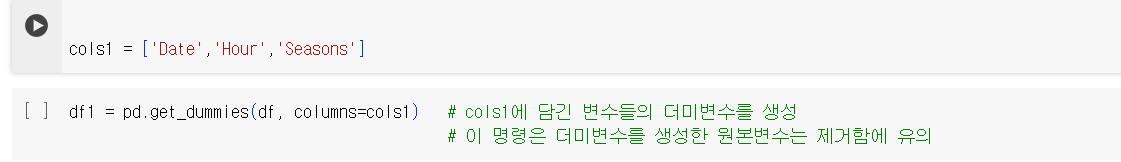 cols1 = ['Date','Hour','Seasons']
[ ] df1 = pd.get_dummies(df, columns=cols1) # cols1에 담긴 변수들의 더미변수를 생성
# 이 명령은 더미변수를 생성한 원본변수는 제거함에 유의